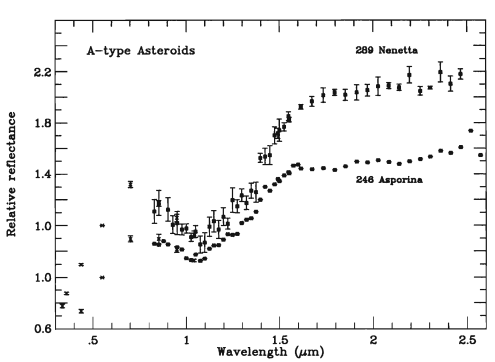 A-type Asteroids
289 Nenetta
246 Asporina
2.2
1.8
1.4
1.0
1.0
0.6
Relative reflectance
.5 1 1.5 2 2.5
Wavelength (μm)